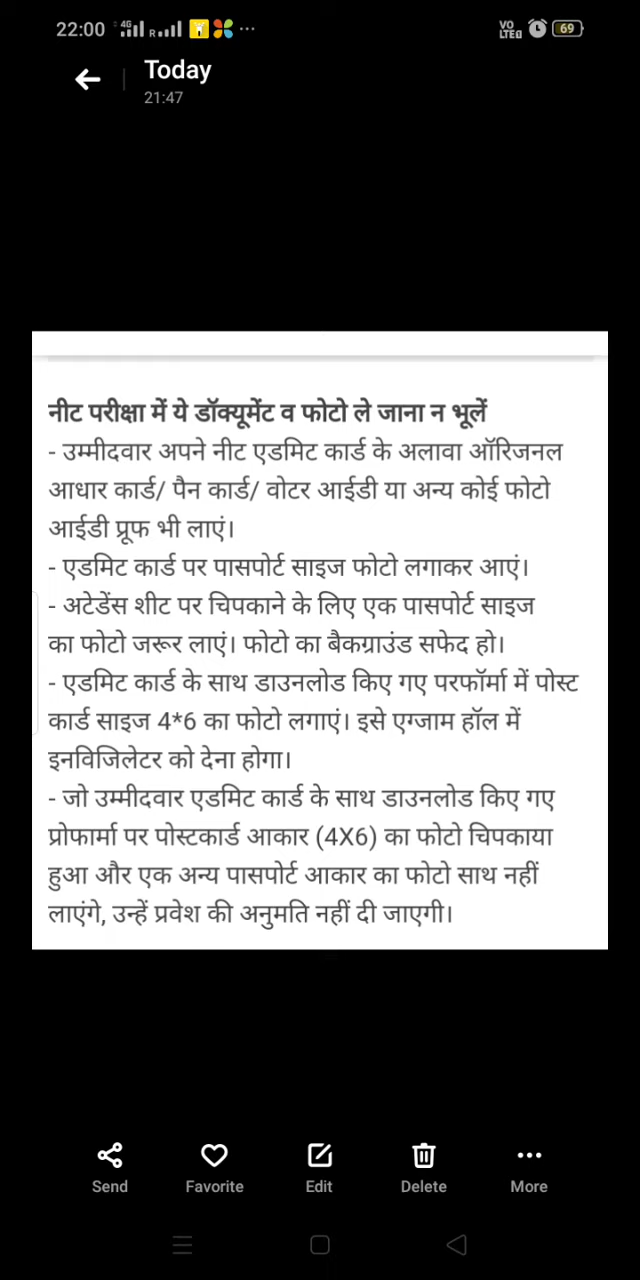 22:00 4G R ... VO LTE 69
Today
21:47
नीट परीक्षा में ये डॉक्यूमेंट व फोटो ले जाना न भूलें
- उम्मीदवार अपने नीट एडमिट कार्ड के अलावा ऑरिजनल
आधार कार्ड/ पैन कार्ड/ वोटर आईडी या अन्य कोई फोटो
आईडी प्रूफ भी लाएं।
- एडमिट कार्ड पर पासपोर्ट साइज फोटो लगाकर आएं।
- अटेडेंस शीट पर चिपकाने के लिए एक पासपोर्ट साइज
का फोटो जरूर लाएं। फोटो का बैकग्राउंड सफेद हो।
- एडमिट कार्ड के साथ डाउनलोड किए गए परफॉर्मा में पोस्ट
कार्ड साइज 4*6 का फोटो लगाएं। इसे एग्जाम हॉल में
इनविजिलेटर को देना होगा।
- जो उम्मीदवार एडमिट कार्ड के साथ डाउनलोड किए गए
प्रोफार्मा पर पोस्टकार्ड आकार (4X6) का फोटो चिपकाया
हुआ और एक अन्य पासपोर्ट आकार का फोटो साथ नहीं
लाएंगे, उन्हें प्रवेश की अनुमति नहीं दी जाएगी।
Send Favorite Edit Delete More